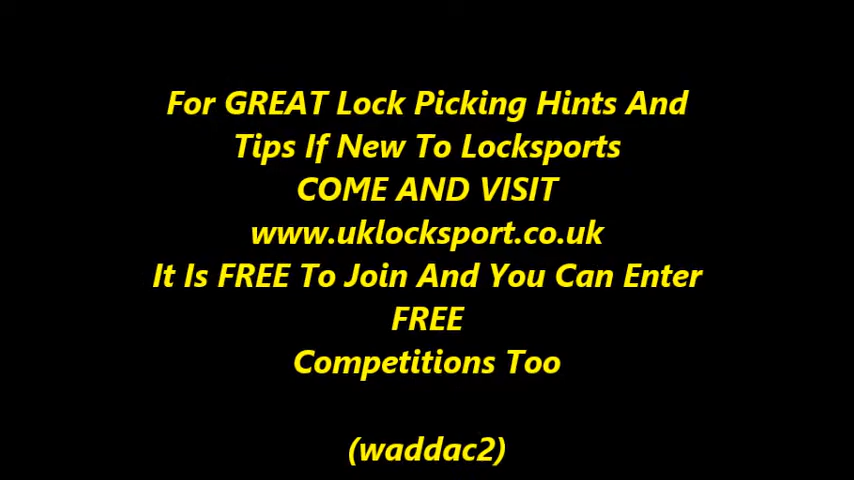 For GREAT Lock Picking Hints And
Tips If New To Locksports
COME AND VISIT
www.uklocksport.co.uk
It Is FREE To Join And You Can Enter
FREE
Competitions Too
(waddac2)